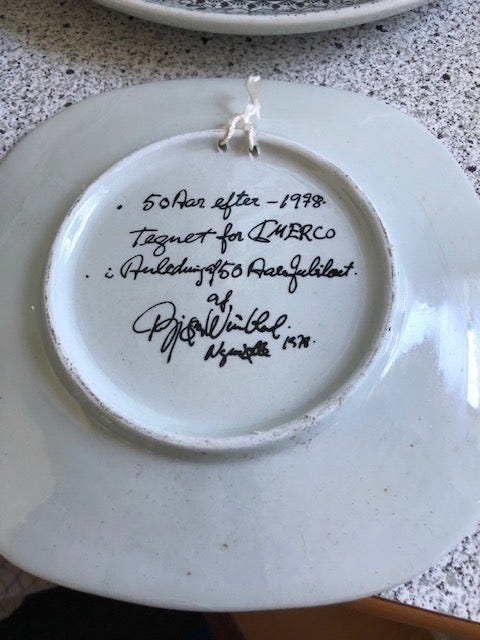 . 50 Aar efter - 1978.
Tegnet for IMERCO
. i Anledning af 50 Aars Jubilæet.
af
Bjørn Wiinblad.
Nymølle 1978.